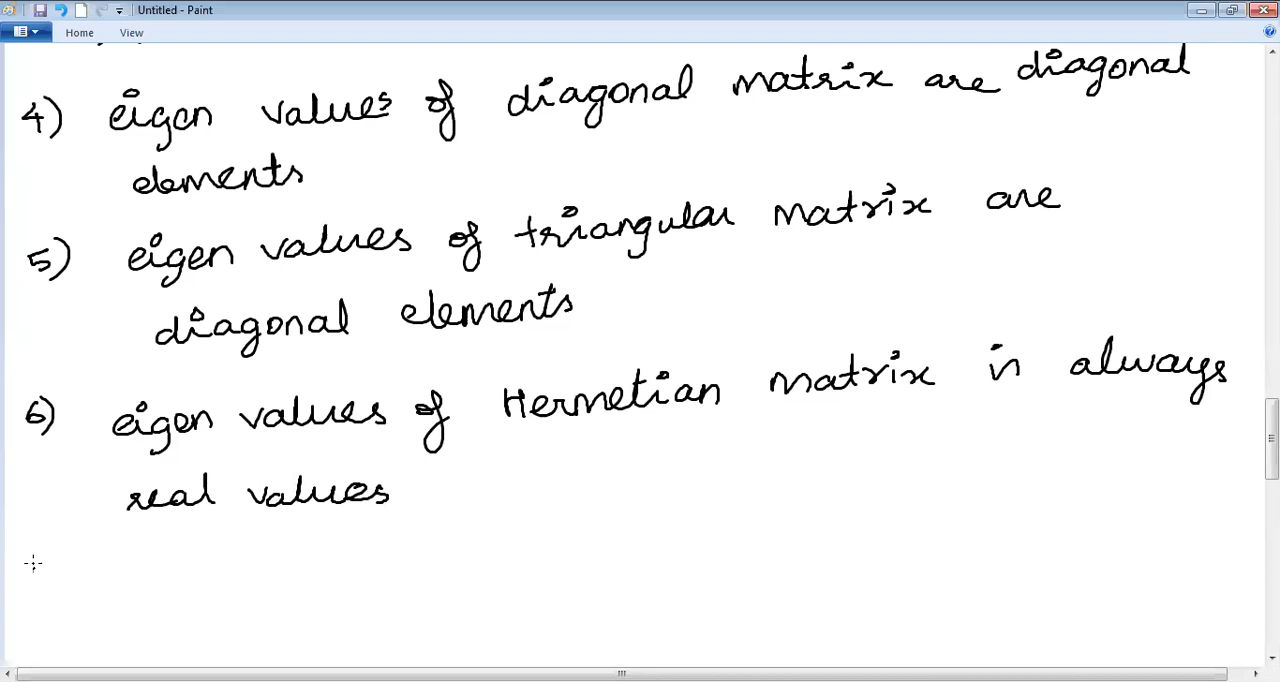 Untitled - Paint
Home View
4) eigen values of diagonal matrix are diagonal
elements
5) eigen values of triangular matrix are
diagonal elements
6) eigen values of Hermetian matrix is always
real values